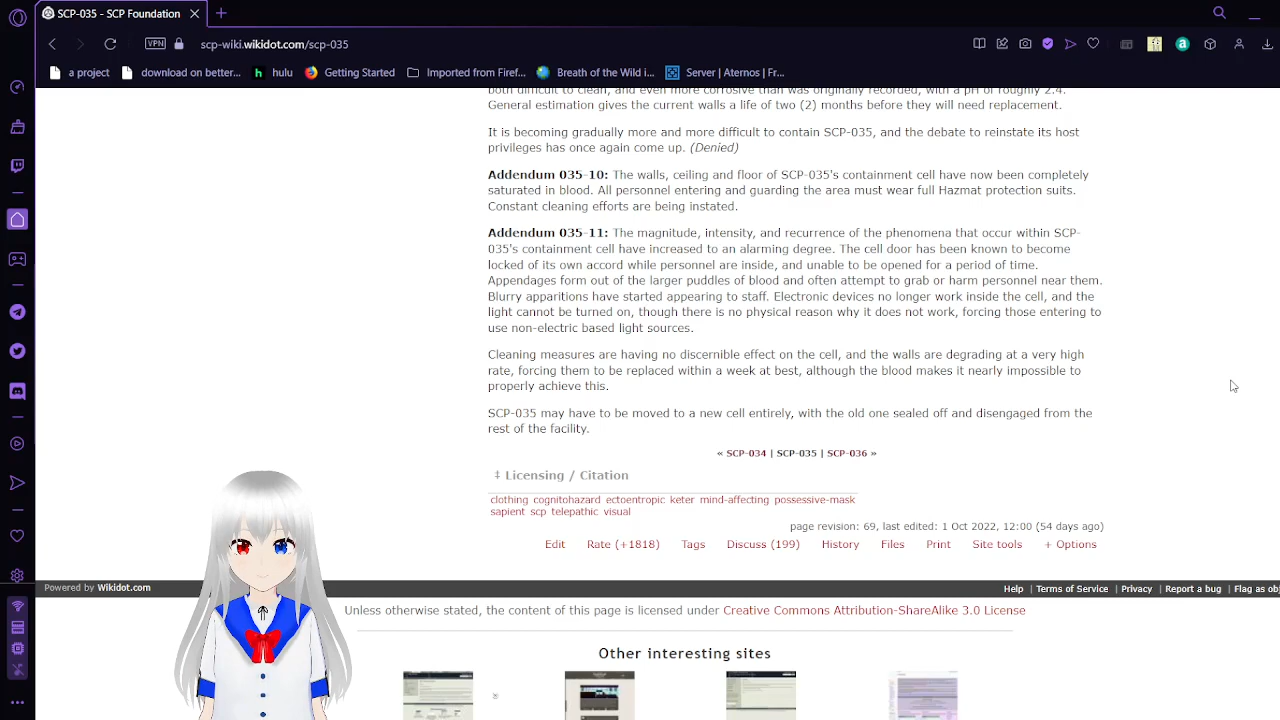 SCP-035 - SCP Foundation
VPN
scp-wiki.wikidot.com/scp-035
a project
download on better...
h hulu
Getting Started
Imported from Firef...
Breath of the Wild i...
Server | Aternos | Fr...
both difficult to clean, and even more corrosive than was originally recorded, with a pH of roughly 2.4.
General estimation gives the current walls a life of two (2) months before they will need replacement.
It is becoming gradually more and more difficult to contain SCP-035, and the debate to reinstate its host
privileges has once again come up. (Denied)
Addendum 035-10: The walls, ceiling and floor of SCP-035's containment cell have now been completely
saturated in blood. All personnel entering and guarding the area must wear full Hazmat protection suits.
Constant cleaning efforts are being instated.
Addendum 035-11: The magnitude, intensity, and recurrence of the phenomena that occur within SCP-
035's containment cell have increased to an alarming degree. The cell door has been known to become
locked of its own accord while personnel are inside, and unable to be opened for a period of time.
Appendages form out of the larger puddles of blood and often attempt to grab or harm personnel near them.
Blurry apparitions have started appearing to staff. Electronic devices no longer work inside the cell, and the
light cannot be turned on, though there is no physical reason why it does not work, forcing those entering to
use non-electric based light sources.
Cleaning measures are having no discernible effect on the cell, and the walls are degrading at a very high
rate, forcing them to be replaced within a week at best, although the blood makes it nearly impossible to
properly achieve this.
SCP-035 may have to be moved to a new cell entirely, with the old one sealed off and disengaged from the
rest of the facility.
« SCP-034 | SCP-035 | SCP-036 »
‡ Licensing / Citation
clothing cognitohazard ectoentropic keter mind-affecting possessive-mask
sapient scp telepathic visual
page revision: 69, last edited: 1 Oct 2022, 12:00 (54 days ago)
Edit Rate (+1818) Tags Discuss (199) History Files Print Site tools + Options
Powered by Wikidot.com
Help | Terms of Service | Privacy | Report a bug | Flag as obj
Unless otherwise stated, the content of this page is licensed under Creative Commons Attribution-ShareAlike 3.0 License
Other interesting sites